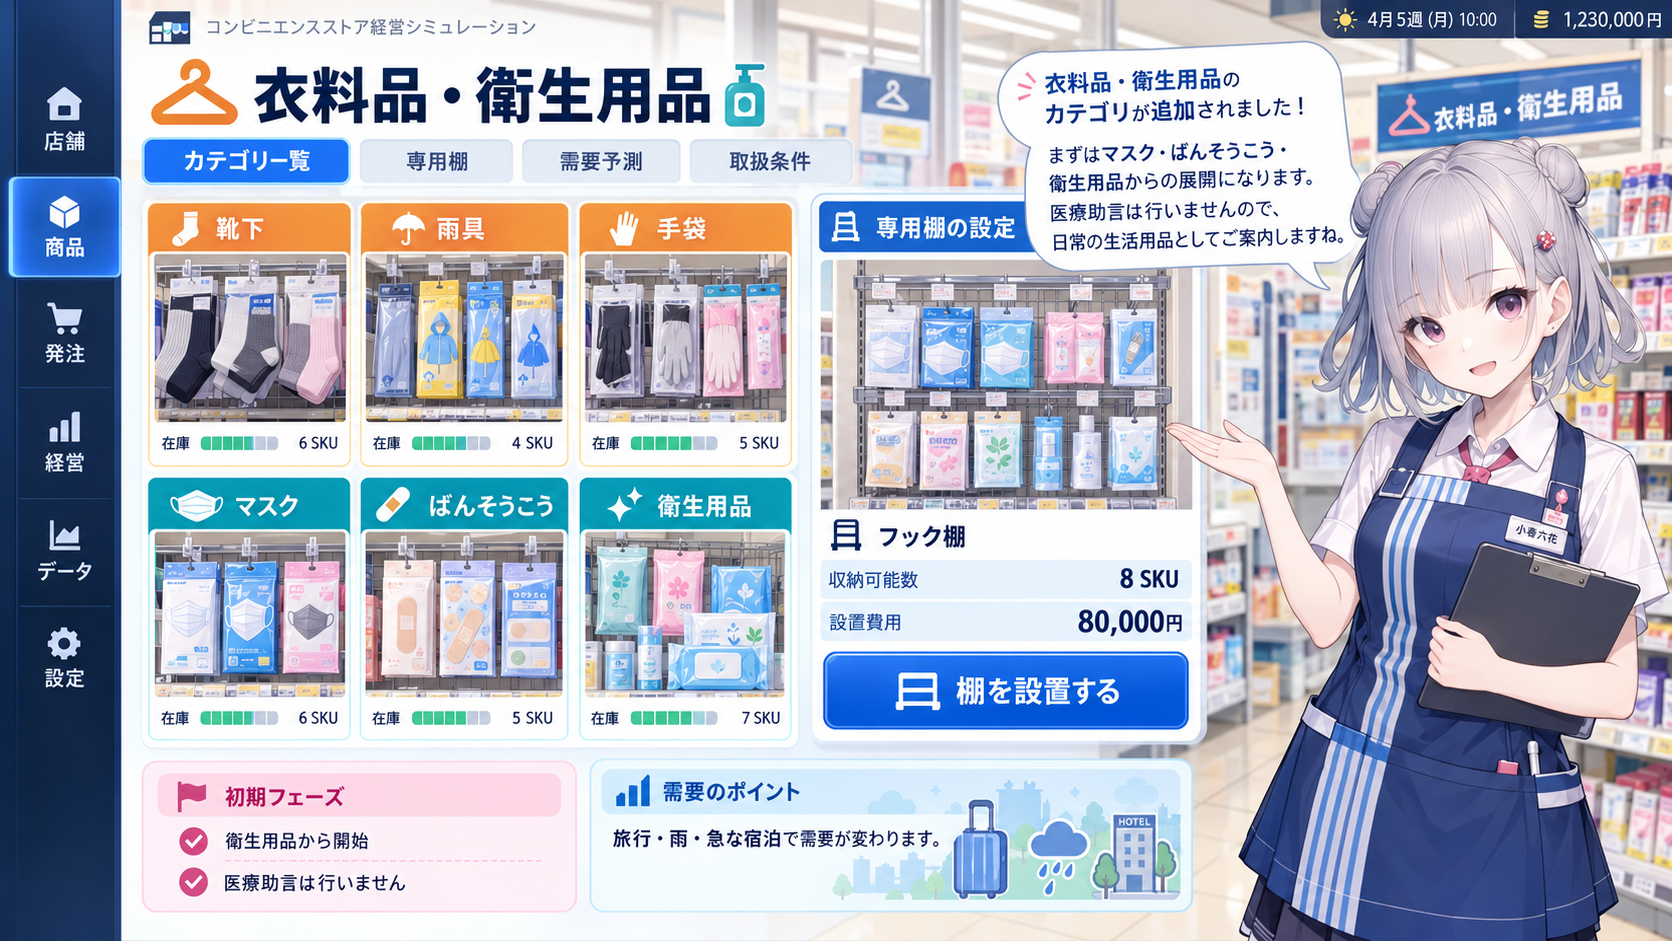 コンビニエンスストア経営シミュレーション
4月5週 (月) 10:00
1,230,000円
衣料品・衛生用品
店舗
商品
発注
経営
データ
設定
カテゴリ一覧
専用棚
需要予測
取扱条件
衣料品・衛生用品の
カテゴリが追加されました!
まずはマスク・ばんそうこう・
衛生用品からの展開になります。
医療助言は行いませんので、
日常の生活用品としてご案内しますね。
衣料品・衛生用品
靴下
在庫
6 SKU
雨具
在庫
4 SKU
手袋
在庫
5 SKU
マスク
在庫
6 SKU
ばんそうこう
在庫
5 SKU
衛生用品
在庫
7 SKU
専用棚の設定
フック棚
収納可能数
8 SKU
設置費用
80,000円
棚を設置する
小春六花
初期フェーズ
衛生用品から開始
医療助言は行いません
需要のポイント
旅行・雨・急な宿泊で需要が変わります。
HOTEL